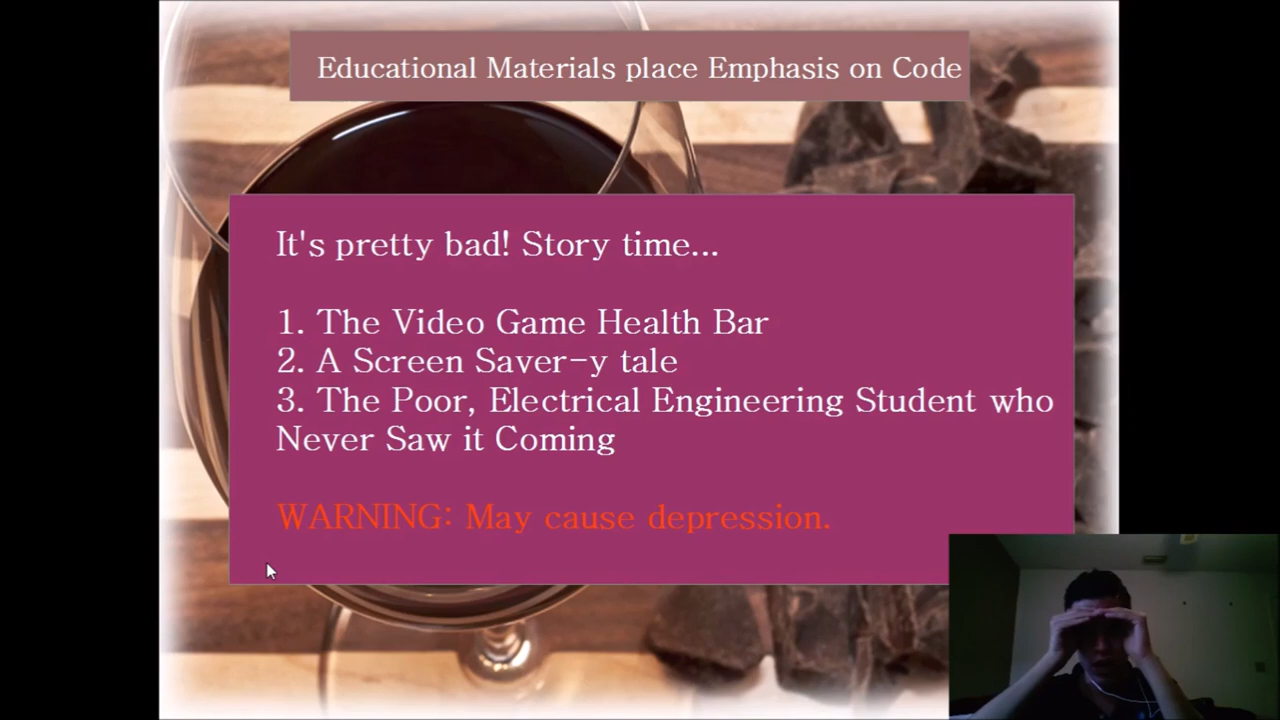 Educational Materials place Emphasis on Code
It's pretty bad! Story time...
1. The Video Game Health Bar
2. A Screen Saver-y tale
3. The Poor, Electrical Engineering Student who
Never Saw it Coming
WARNING: May cause depression.